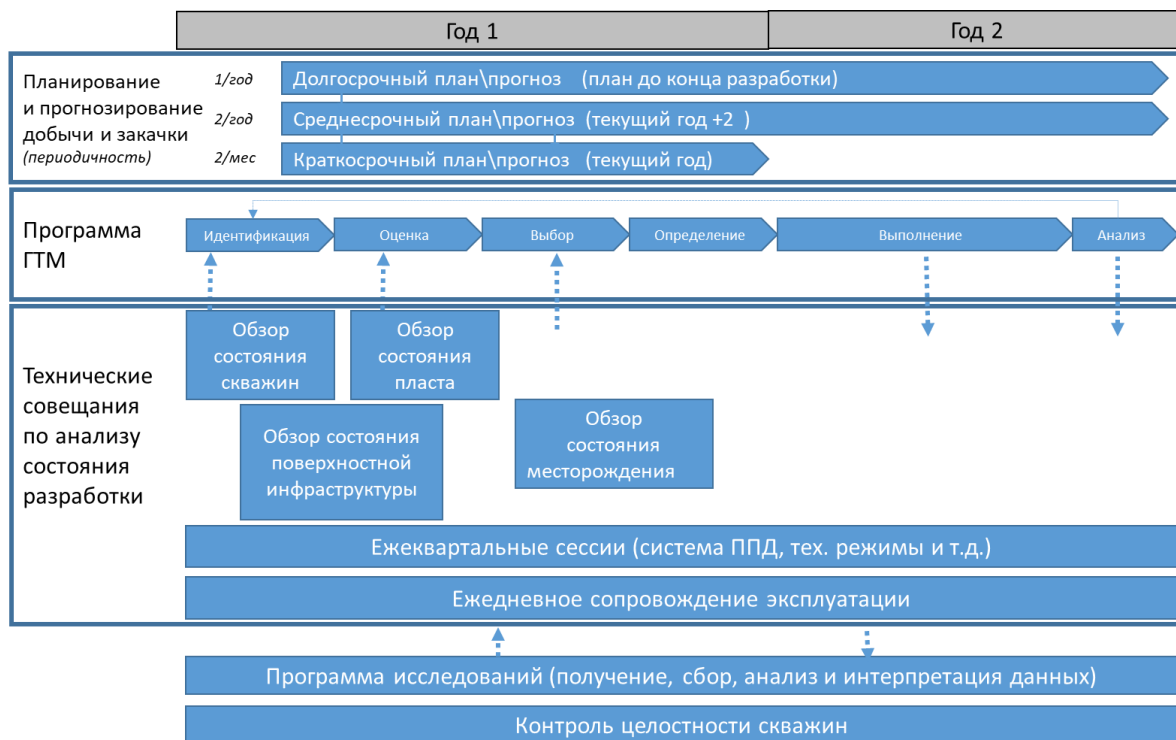 Год 1
Год 2
Планирование
и прогнозирование
добычи и закачки
(периодичность)
1/год
2/год
2/мес
Долгосрочный план\прогноз (план до конца разработки)
Среднесрочный план\прогноз (текущий год +2 )
Краткосрочный план\прогноз (текущий год)
Программа
ГТМ
Идентификация
Оценка
Выбор
Определение
Выполнение
Анализ
Технические
совещания
по анализу
состояния
разработки
Обзор
состояния
скважин
Обзор
состояния
пласта
Обзор состояния
поверхностной
инфраструктуры
Обзор
состояния
месторождения
Ежеквартальные сессии (система ППД, тех. режимы и т.д.)
Ежедневное сопровождение эксплуатации
Программа исследований (получение, сбор, анализ и интерпретация данных)
Контроль целостности скважин